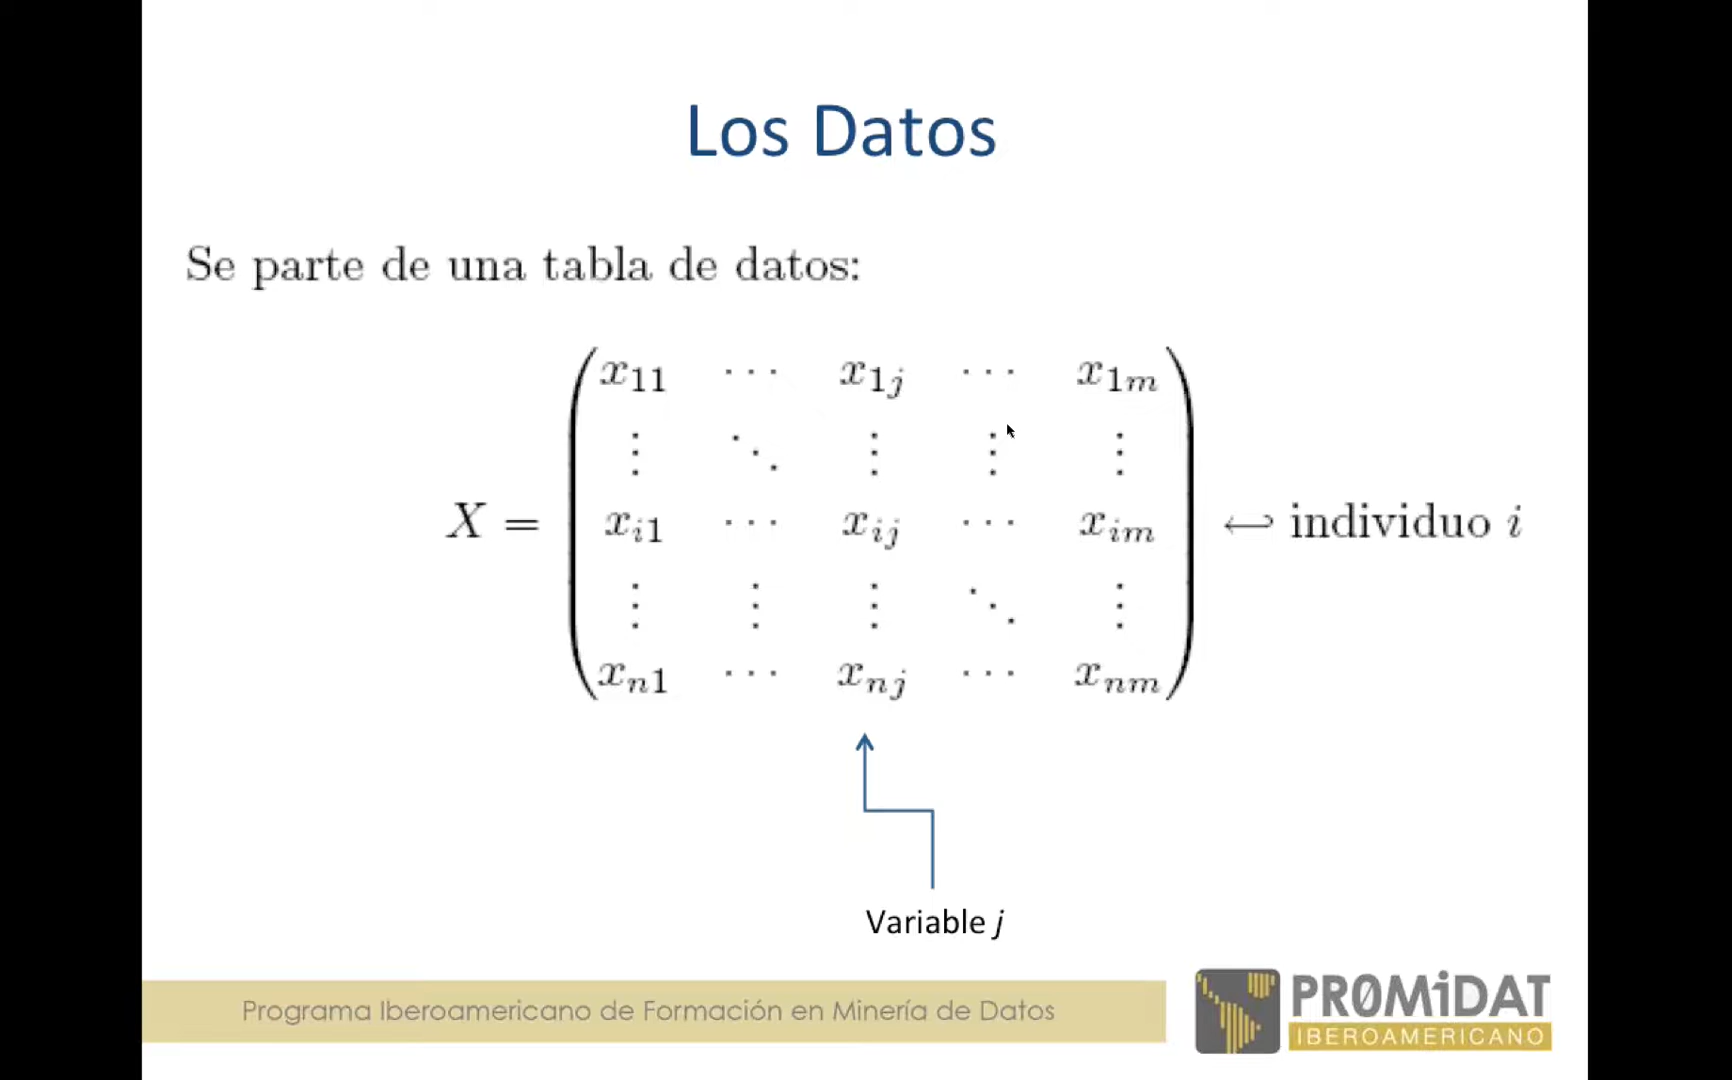 Los Datos
Se parte de una tabla de datos:
x11 ··· x1j ··· x1m
⋮ ⋱ ⋮ ⋮ ⋮
X = xi1 ··· xij ··· xim ↩ individuo i
⋮ ⋮ ⋮ ⋱ ⋮
xn1 ··· xnj ··· xnm
Variable j
Programa Iberoamericano de Formación en Minería de Datos
PR0MiDAT
IBEROAMERICANO